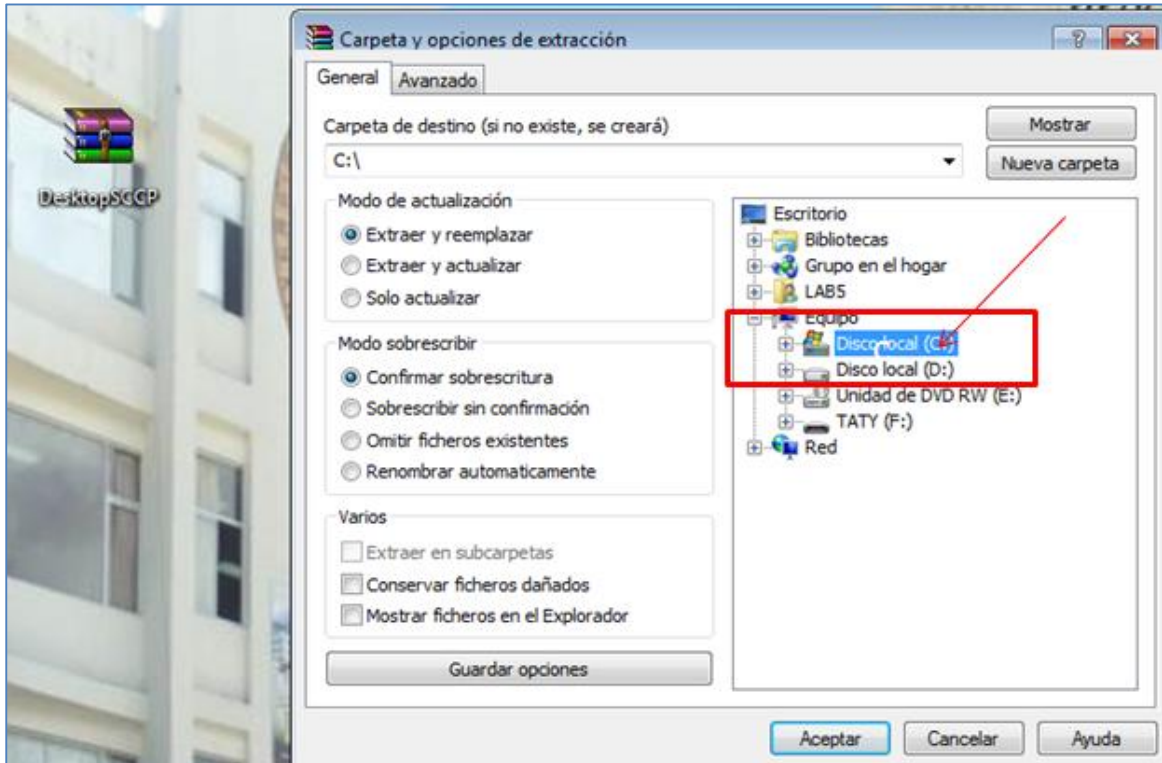 Carpeta y opciones de extracción
General Avanzado
Carpeta de destino (si no existe, se creará)
Mostrar
C:\
Nueva carpeta
DesktopSCCP
Modo de actualización
Extraer y reemplazar
Extraer y actualizar
Solo actualizar
Modo sobrescribir
Confirmar sobrescritura
Sobrescribir sin confirmación
Omitir ficheros existentes
Renombrar automaticamente
Varios
Extraer en subcarpetas
Conservar ficheros dañados
Mostrar ficheros en el Explorador
Guardar opciones
Escritorio
Bibliotecas
Grupo en el hogar
LAB5
Equipo
Disco local (C:)
Disco local (D:)
Unidad de DVD RW (E:)
TATY (F:)
Red
Aceptar Cancelar Ayuda